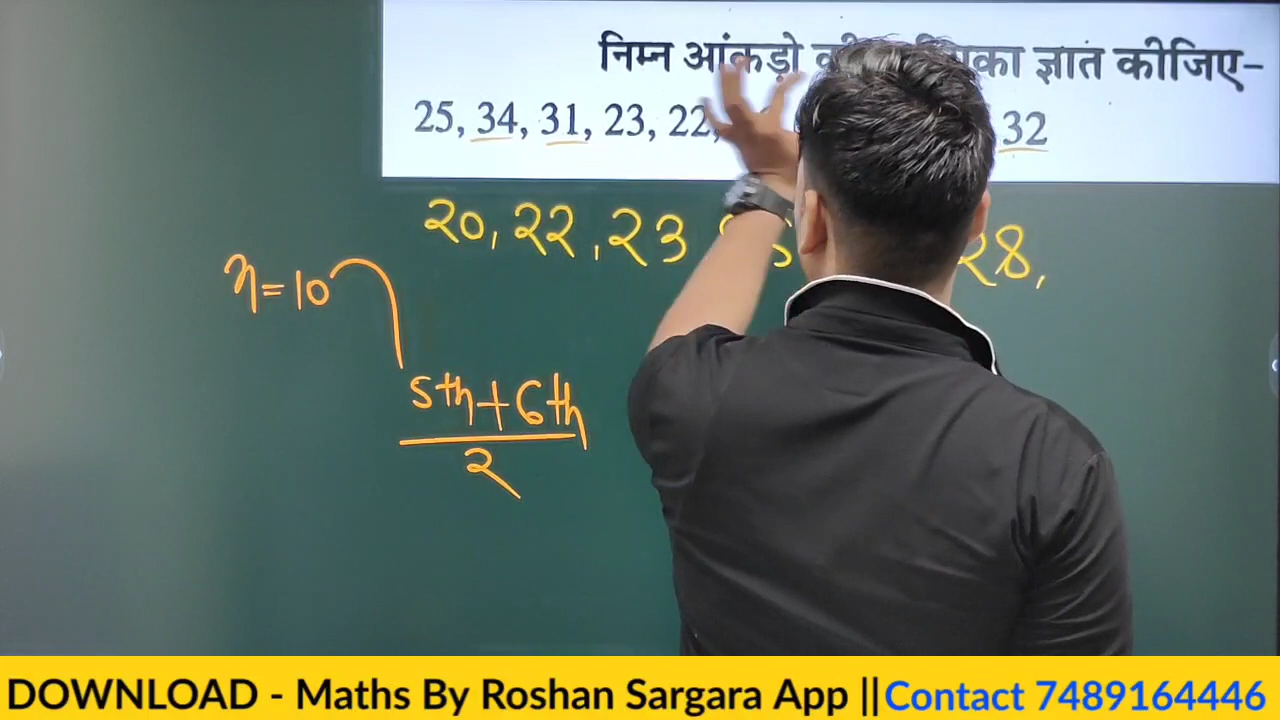 निम्न आंकड़ो ज्ञात कीजिए-
25, 34, 31, 23, 22, 32
20, 22, 23 28,
n=10
5th+6th
2
DOWNLOAD - Maths By Roshan Sargara App ||Contact 7489164446